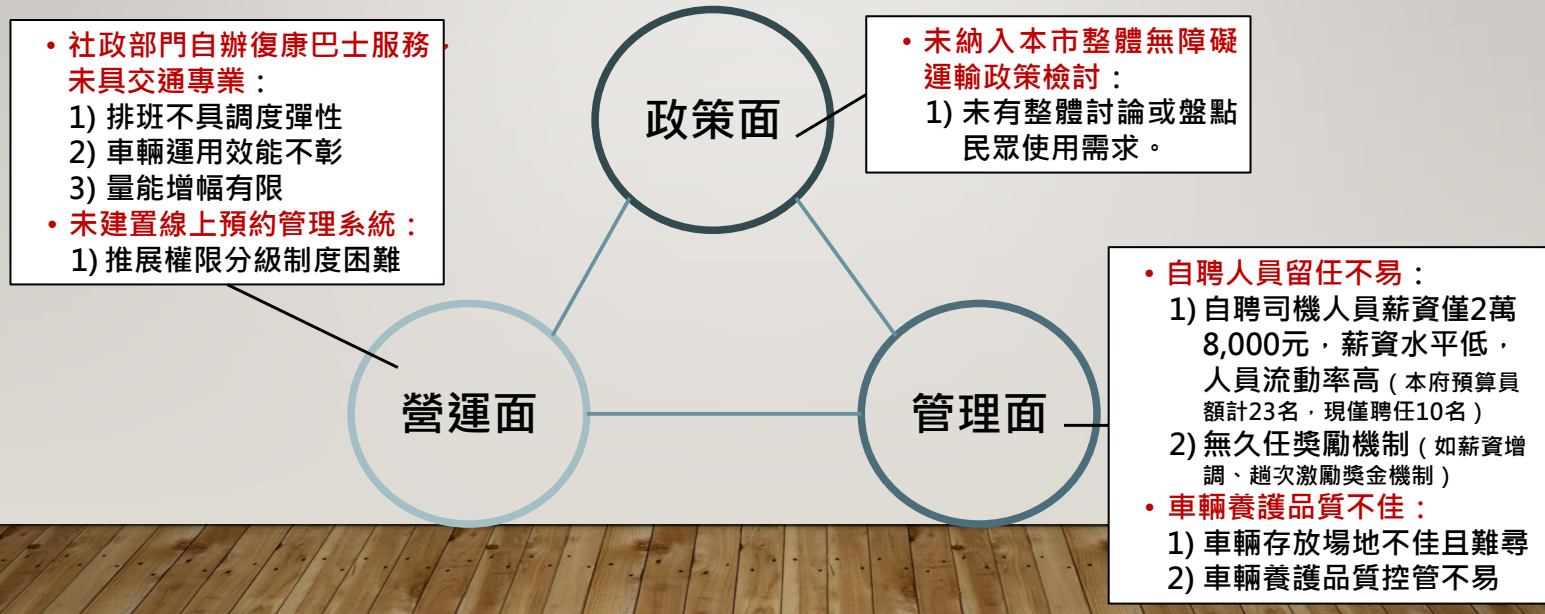 • 社政部門自辦復康巴士服務，
未具交通專業：
1) 排班不具調度彈性
2) 車輛運用效能不彰
3) 量能增幅有限
• 未建置線上預約管理系統：
1) 推展權限分級制度困難
政策面
• 未納入本市整體無障礙
運輸政策檢討：
1) 未有整體討論或盤點
民眾使用需求。
營運面
管理面
• 自聘人員留任不易：
1) 自聘司機人員薪資僅2萬
8,000元，薪資水平低，
人員流動率高（本府預算員
額計23名，現僅聘任10名）
2) 無久任獎勵機制（如薪資增
調、趟次激勵獎金機制）
• 車輛養護品質不佳：
1) 車輛存放場地不佳且難尋
2) 車輛養護品質控管不易